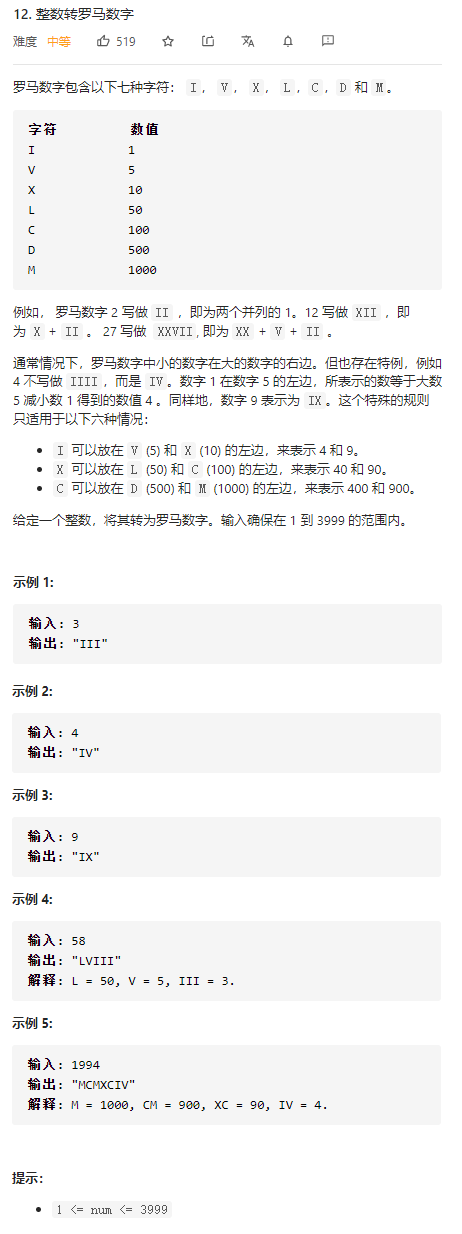 12. 整数转罗马数字
难度 中等 519
罗马数字包含以下七种字符： I， V， X， L，C，D 和 M。
字符 数值
I 1
V 5
X 10
L 50
C 100
D 500
M 1000
例如， 罗马数字 2 写做 II ，即为两个并列的 1。12 写做 XII ，即
为 X + II 。 27 写做  XXVII, 即为 XX + V + II 。
通常情况下，罗马数字中小的数字在大的数字的右边。但也存在特例，例如
4 不写做 IIII，而是 IV。数字 1 在数字 5 的左边，所表示的数等于大数
5 减小数 1 得到的数值 4 。同样地，数字 9 表示为 IX。这个特殊的规则
只适用于以下六种情况：
• I 可以放在 V (5) 和 X (10) 的左边，来表示 4 和 9。
• X 可以放在 L (50) 和 C (100) 的左边，来表示 40 和 90。
• C 可以放在 D (500) 和 M (1000) 的左边，来表示 400 和 900。
给定一个整数，将其转为罗马数字。输入确保在 1 到 3999 的范围内。
示例 1:
输入: 3
输出: "III"
示例 2:
输入: 4
输出: "IV"
示例 3:
输入: 9
输出: "IX"
示例 4:
输入: 58
输出: "LVIII"
解释: L = 50, V = 5, III = 3.
示例 5:
输入: 1994
输出: "MCMXCIV"
解释: M = 1000, CM = 900, XC = 90, IV = 4.
提示：
• 1 <= num <= 3999